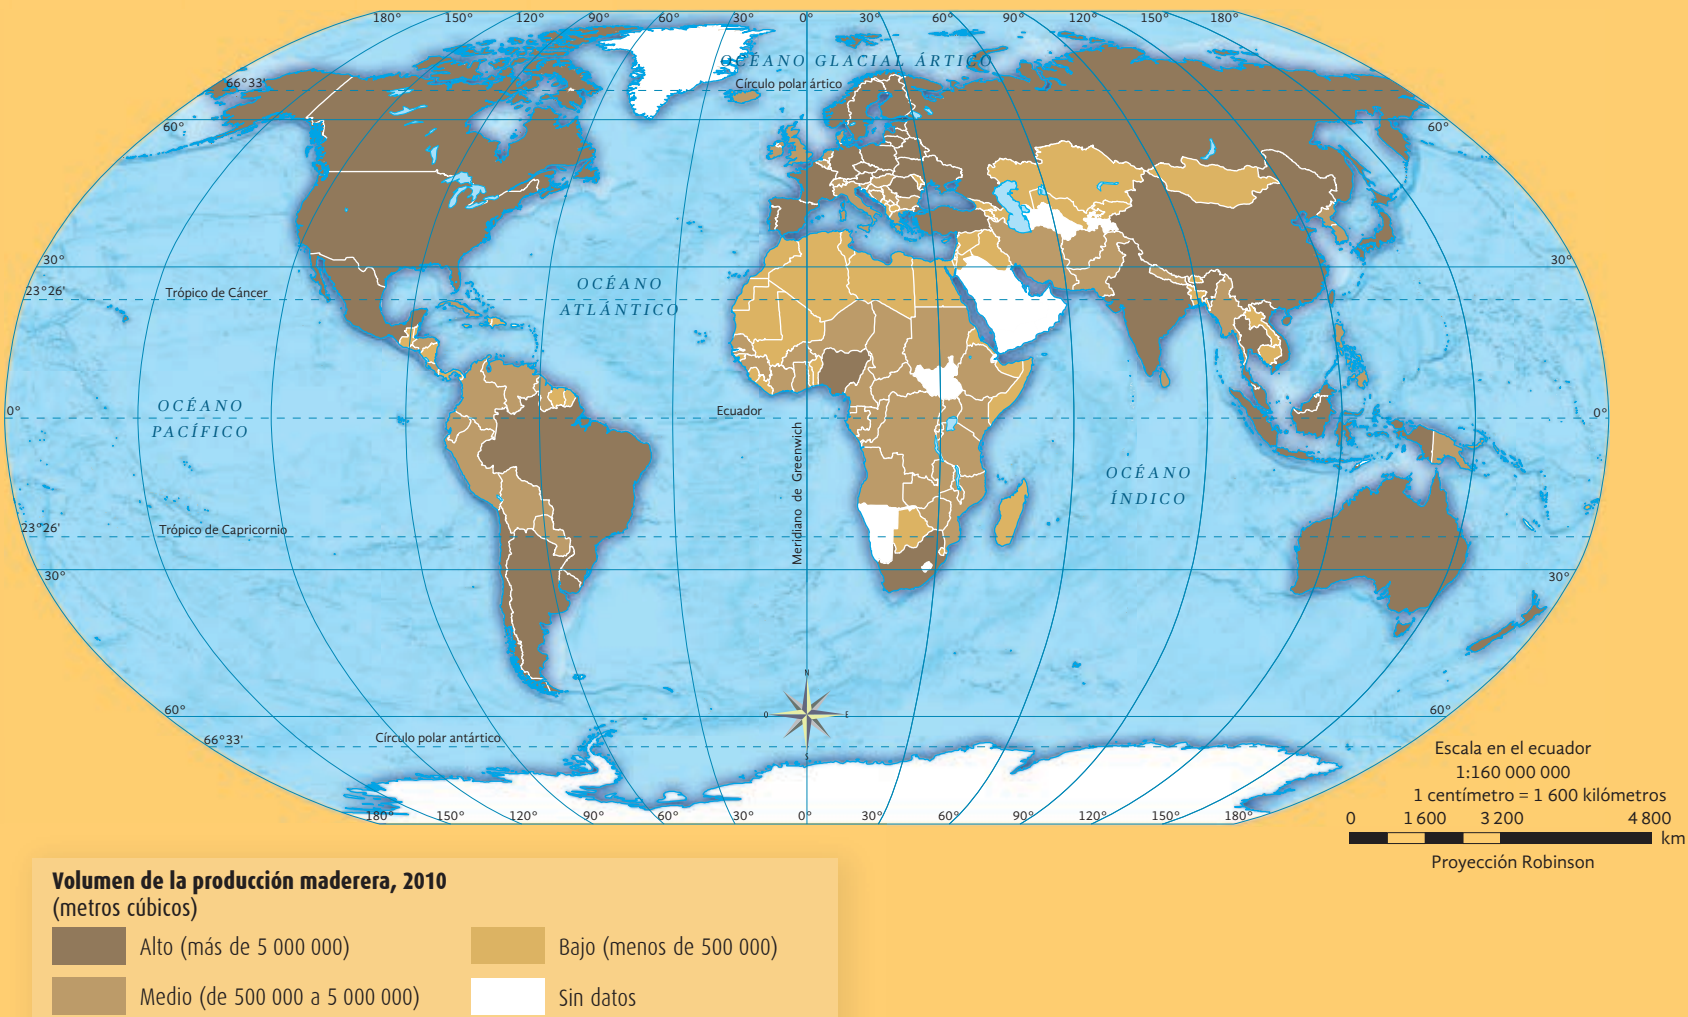 180° 150° 120° 90° 60° 30° 0° 30° 60° 90° 120° 150° 180°
OCÉANO GLACIAL ÁRTICO
66°33' Círculo polar ártico
60° 60°
30° 30°
23°26' Trópico de Cáncer
OCÉANO
ATLÁNTICO
OCÉANO
PACÍFICO
0° Ecuador 0°
Meridiano de Greenwich
OCÉANO
ÍNDICO
23°26' Trópico de Capricornio
30° 30°
N
O E
S
60° 60°
66°33' Círculo polar antártico
180° 150° 120° 90° 60° 30° 0° 30° 60° 90° 120° 150° 180°
Escala en el ecuador
1:160 000 000
1 centímetro = 1 600 kilómetros
0 1 600 3 200 4 800
km
Proyección Robinson
Volumen de la producción maderera, 2010
(metros cúbicos)
Alto (más de 5 000 000)
Medio (de 500 000 a 5 000 000)
Bajo (menos de 500 000)
Sin datos